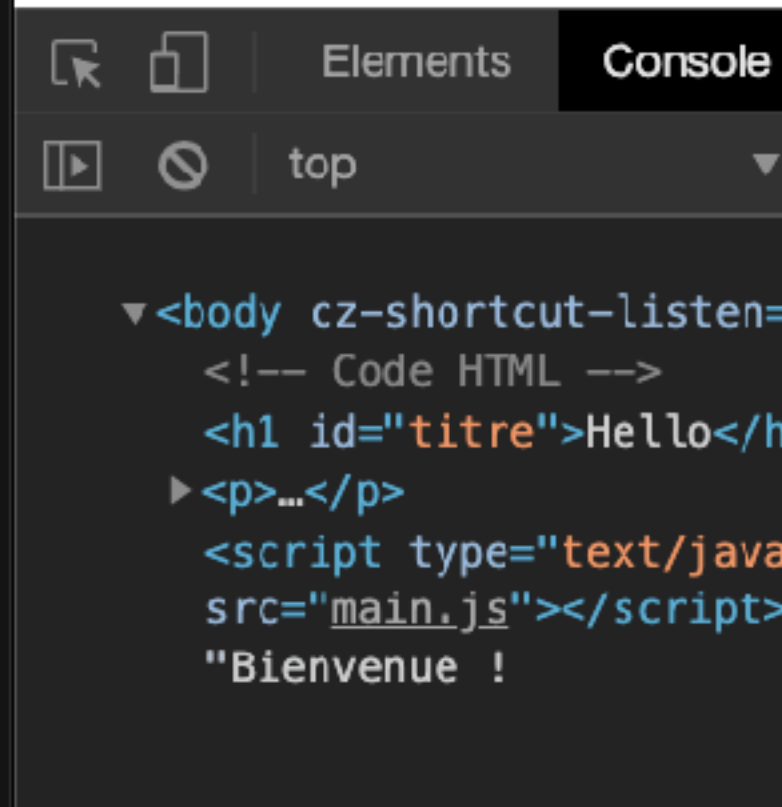 Elements Console
top
<body cz-shortcut-listen=
<!-- Code HTML -->
<h1 id="titre">Hello</h
<p>…</p>
<script type="text/java
src="main.js"></script>
"Bienvenue !